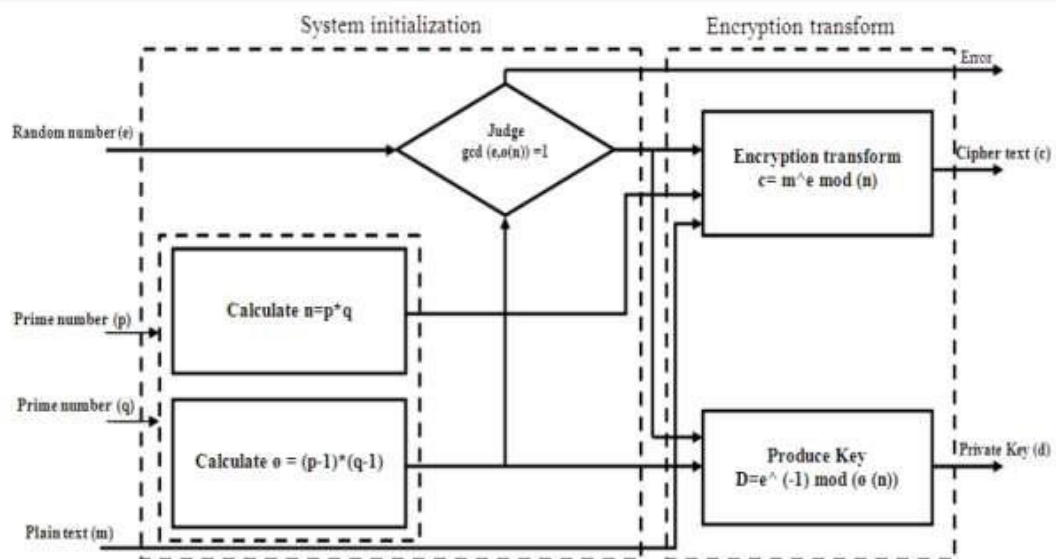 System initialization
Encryption transform
Error
Random number (e)
Judge
gcd (e,o(n)) =1
Encryption transform
c= m^e mod (n)
Cipher text (c)
Calculate n=p*q
Prime number (p)
Prime number (q)
Calculate o = (p-1)*(q-1)
Produce Key
D=e^ (-1) mod (o (n))
Private Key (d)
Plain text (m)